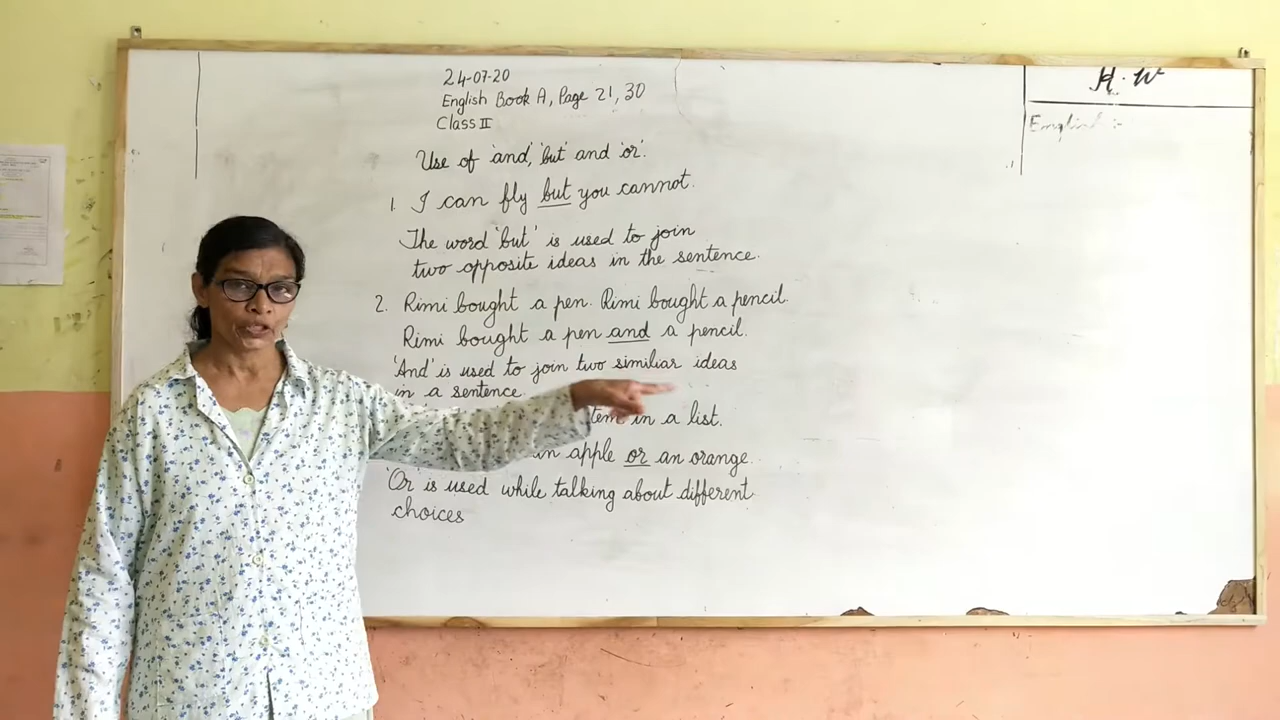 24-07-20
English Book A, Page 21, 30
Class II
Use of 'and', 'but' and 'or'.
1. I can fly but you cannot.
The word 'but' is used to join
two opposite ideas in the sentence.
2. Rimi bought a pen. Rimi bought a pencil.
Rimi bought a pen and a pencil.
'And' is used to join two similiar ideas
in a sentence.
in a list.
apple or an orange.
'Or is used while talking about different
choices
H.W
English :-